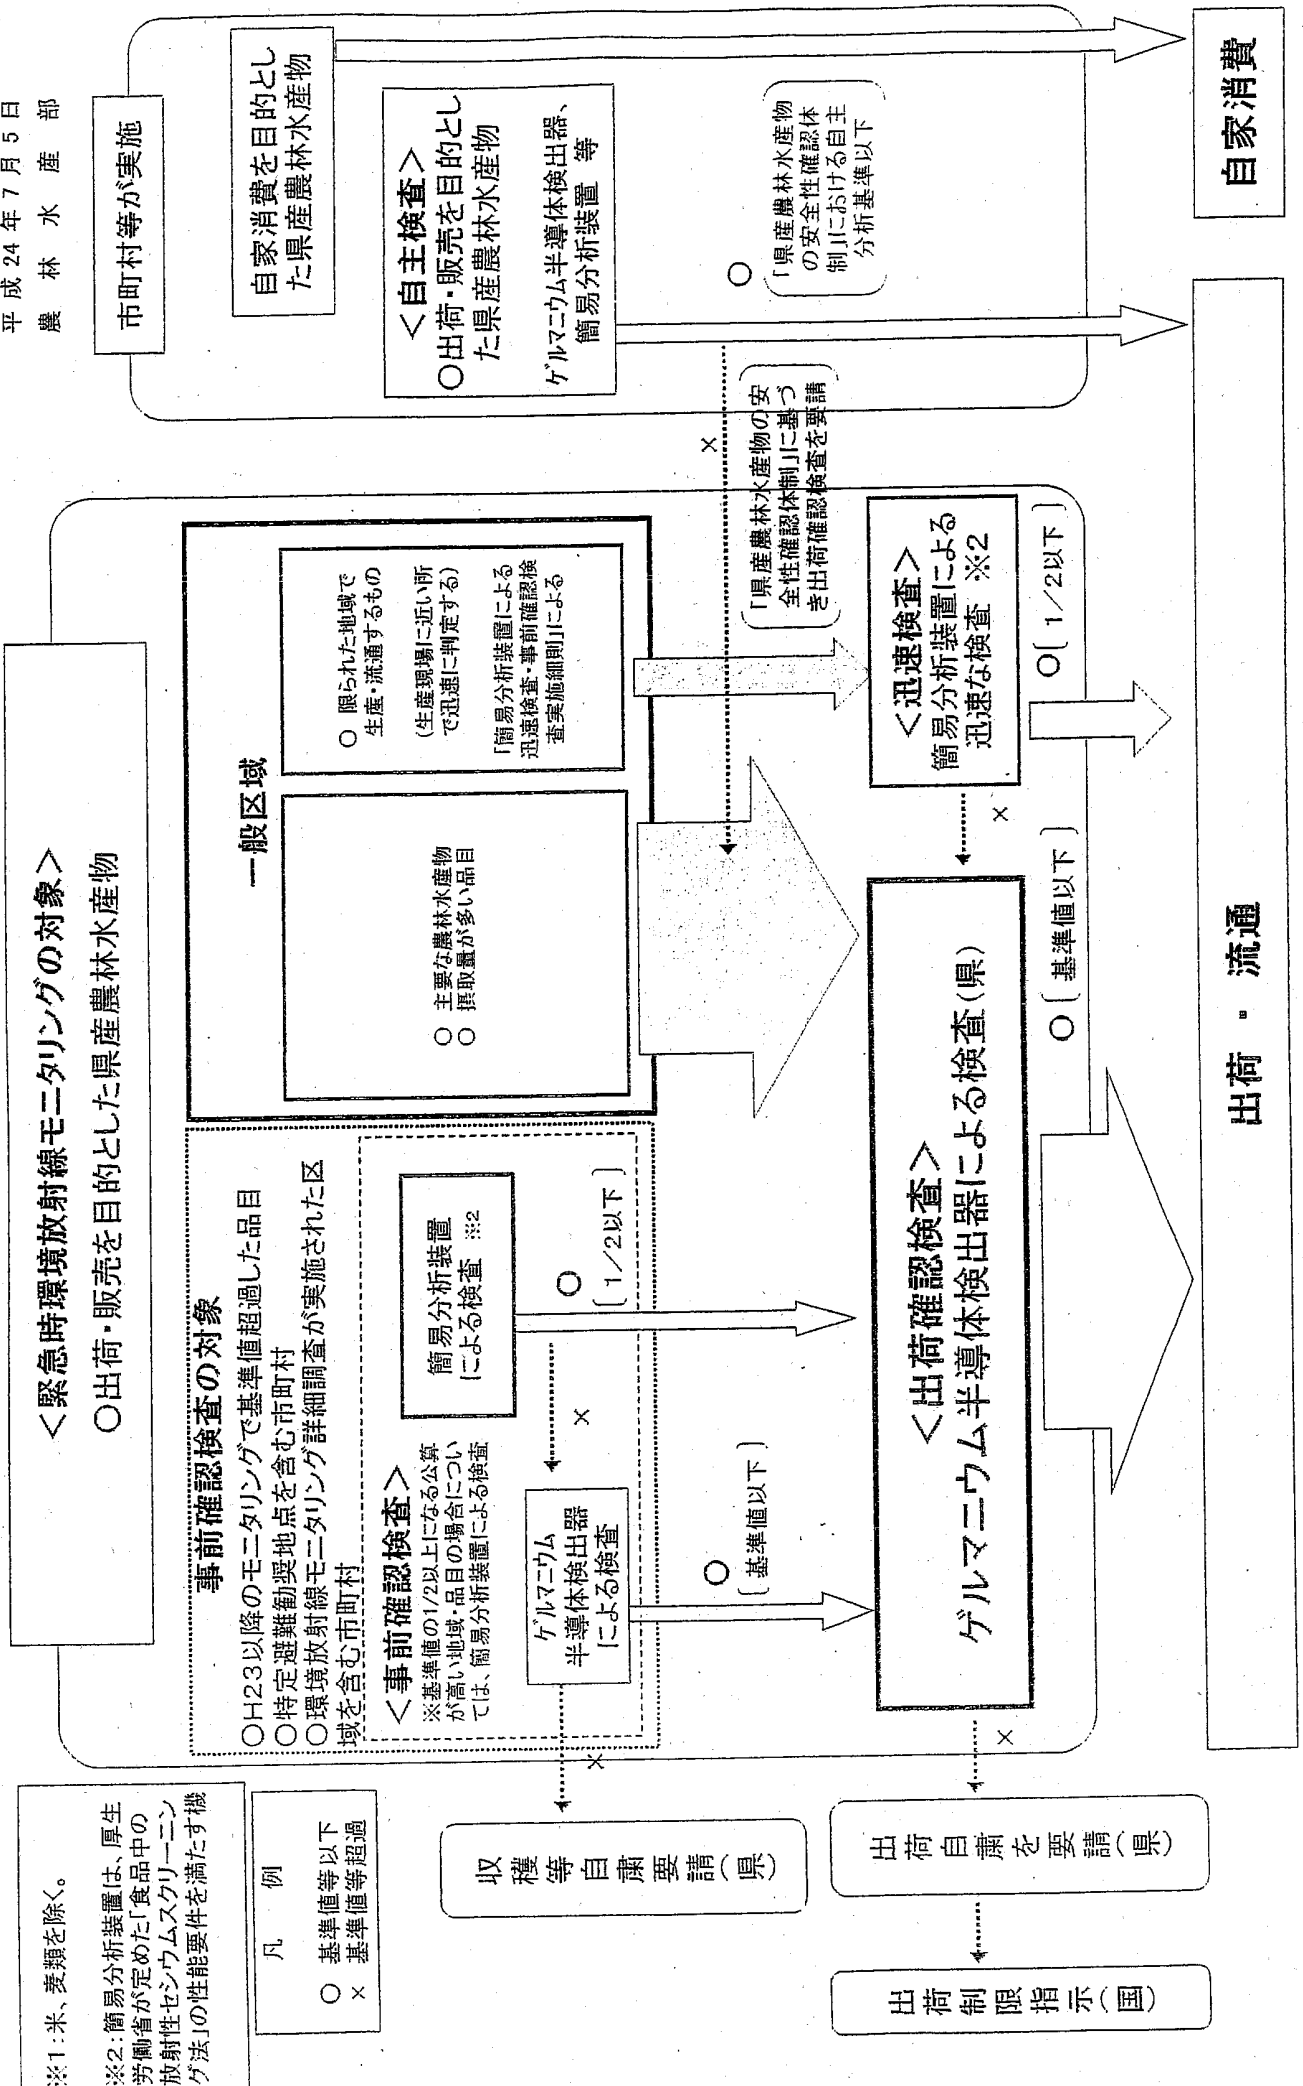 平成24年7月5日
農林水産部
<緊急時環境放射線モニタリングの対象>
○出荷・販売を目的とした県産農林水産物
市町村等が実施
事前確認検査の対象
○H23以降のモニタリングで基準値超過した品目
○特定避難勧奨地点を含む市町村
○環境放射線モニタリング詳細調査が実施された区
域を含む市町村
<事前確認検査>
※基準値の1/2以上になる公算
が高い地域・品目の場合につい
ては、簡易分析装置による検査
簡易分析装置
による検査 ※2
○
〔1/2以下〕
×
ゲルマニウム
半導体検出器
による検査
○
〔基準値以下〕
×
一般区域
○ 主要な農林水産物
○ 摂取量が多い品目
○ 限られた地域で
生産・流通するもの
(生産現場に近い所
で迅速に判定する)
「簡易分析装置による
迅速検査・事前確認検
査実施細則」による
自家消費を目的とし
た県産農林水産物
<自主検査>
○出荷・販売を目的とし
た県産農林水産物
ゲルマニウム半導体検出器、
簡易分析装置 等
○
「県産農林水産物
の安全性確認体
制」における自主
分析基準以下
×
「県産農林水産物の安
全性確認体制」に基づ
き出荷確認検査を要請
<迅速検査>
簡易分析装置による
迅速な検査 ※2
○〔1/2以下〕
×
<出荷確認検査>
ゲルマニウム半導体検出器による検査(県)
○〔基準値以下〕
×
出荷・流通
自家消費
※1:米、麦類を除く。
※2:簡易分析装置は、厚生
労働省が定めた「食品中の
放射性セシウムスクリーニン
グ法」の性能要件を満たす機
凡 例
○ 基準値等以下
× 基準値等超過
収穫等自粛要請(県)
出荷自粛を要請(県)
出荷制限指示(国)